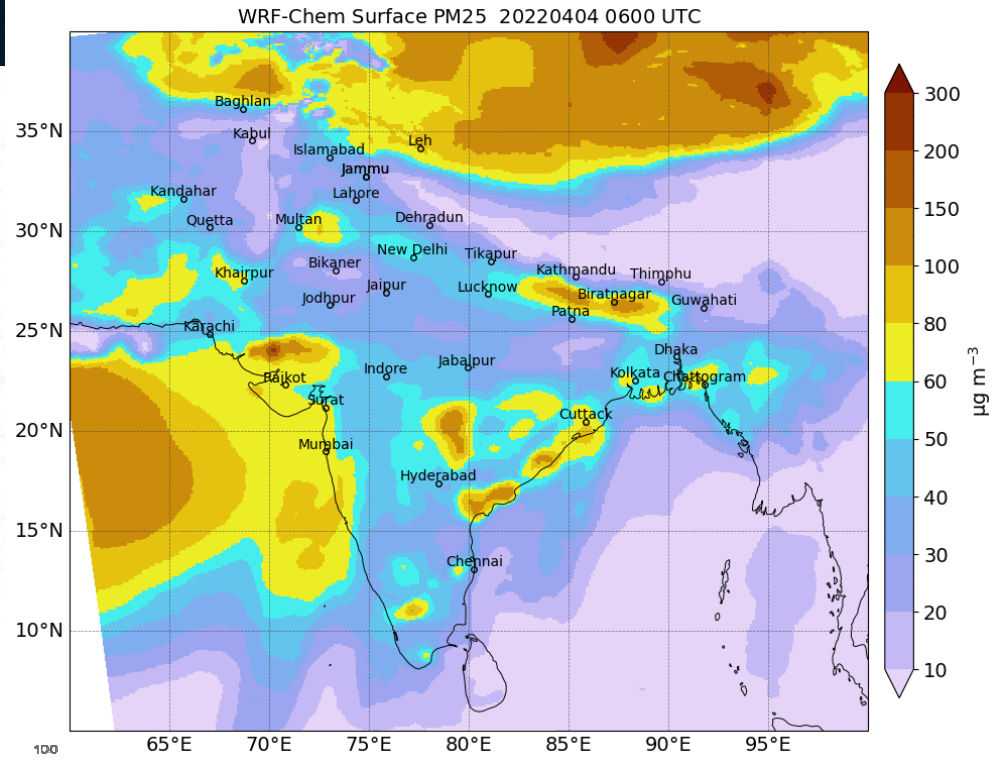 WRF-Chem Surface PM25 20220404 0600 UTC
Baghlan
Kabul
Leh
Islamabad
Jammu
Lahore
Kandahar
Quetta
Multan
Dehradun
New Delhi
Tikapur
Khairpur
Bikaner
Kathmandu
Thimphu
Jodhpur
Jaipur
Lucknow
Biratnagar
Guwahati
Patna
Karachi
Dhaka
Rajkot
Indore
Jabalpur
Kolkata
Chattogram
Surat
Cuttack
Mumbai
Hyderabad
Chennai
35°N
30°N
25°N
20°N
15°N
10°N
65°E 70°E 75°E 80°E 85°E 90°E 95°E
300
200
150
100
80
60
50
40
30
20
10
µg m⁻³
100